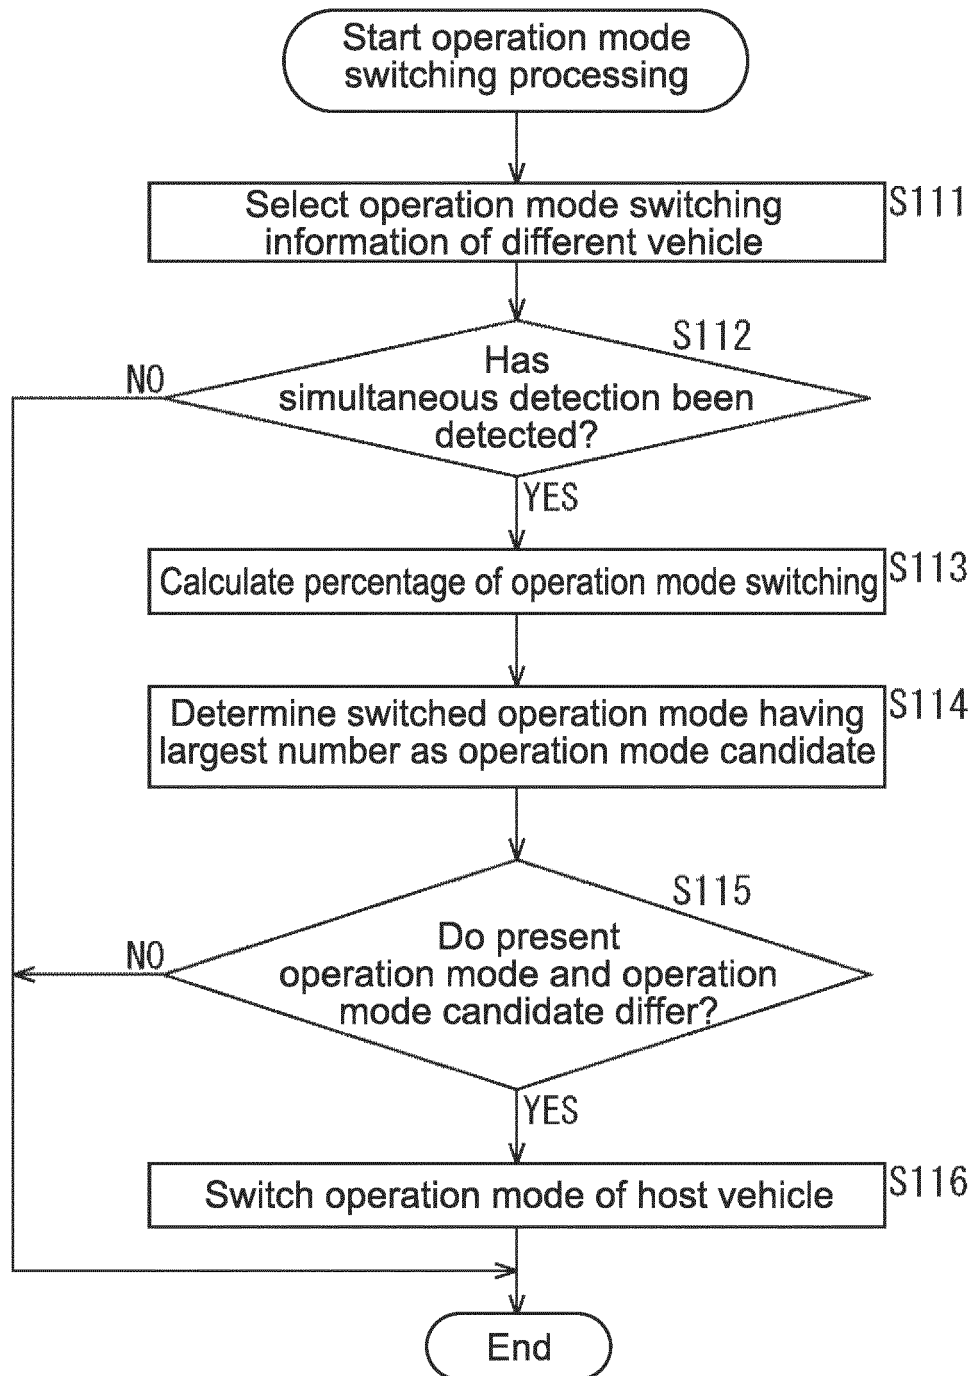 Start operation mode
switching processing
S111
Select operation mode switching
information of different vehicle
S112
Has
simultaneous detection been
detected?
NO
YES
S113
Calculate percentage of operation mode switching
S114
Determine switched operation mode having
largest number as operation mode candidate
S115
Do present
operation mode and operation
mode candidate differ?
NO
YES
S116
Switch operation mode of host vehicle
End